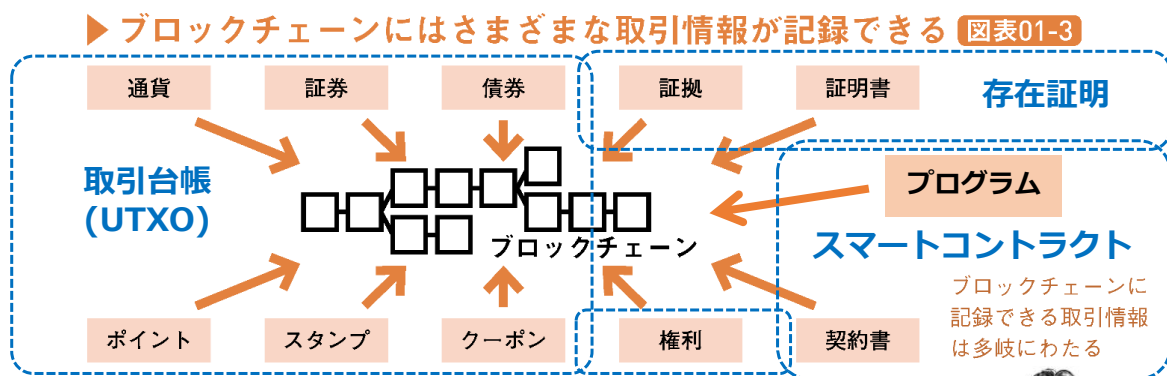 ▶ ブロックチェーンにはさまざまな取引情報が記録できる 図表01-3
通貨
証券
債券
証拠
証明書
存在証明
取引台帳
(UTXO)
プログラム
スマートコントラクト
ブロックチェーン
ブロックチェーンに
記録できる取引情報
は多岐にわたる
ポイント
スタンプ
クーポン
権利
契約書